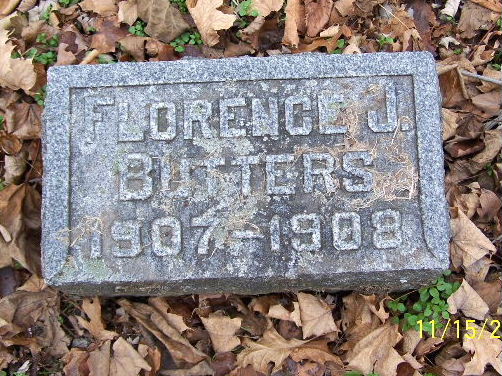 FLORENCE J.
BUTTERS
1907-1908
11/15/2